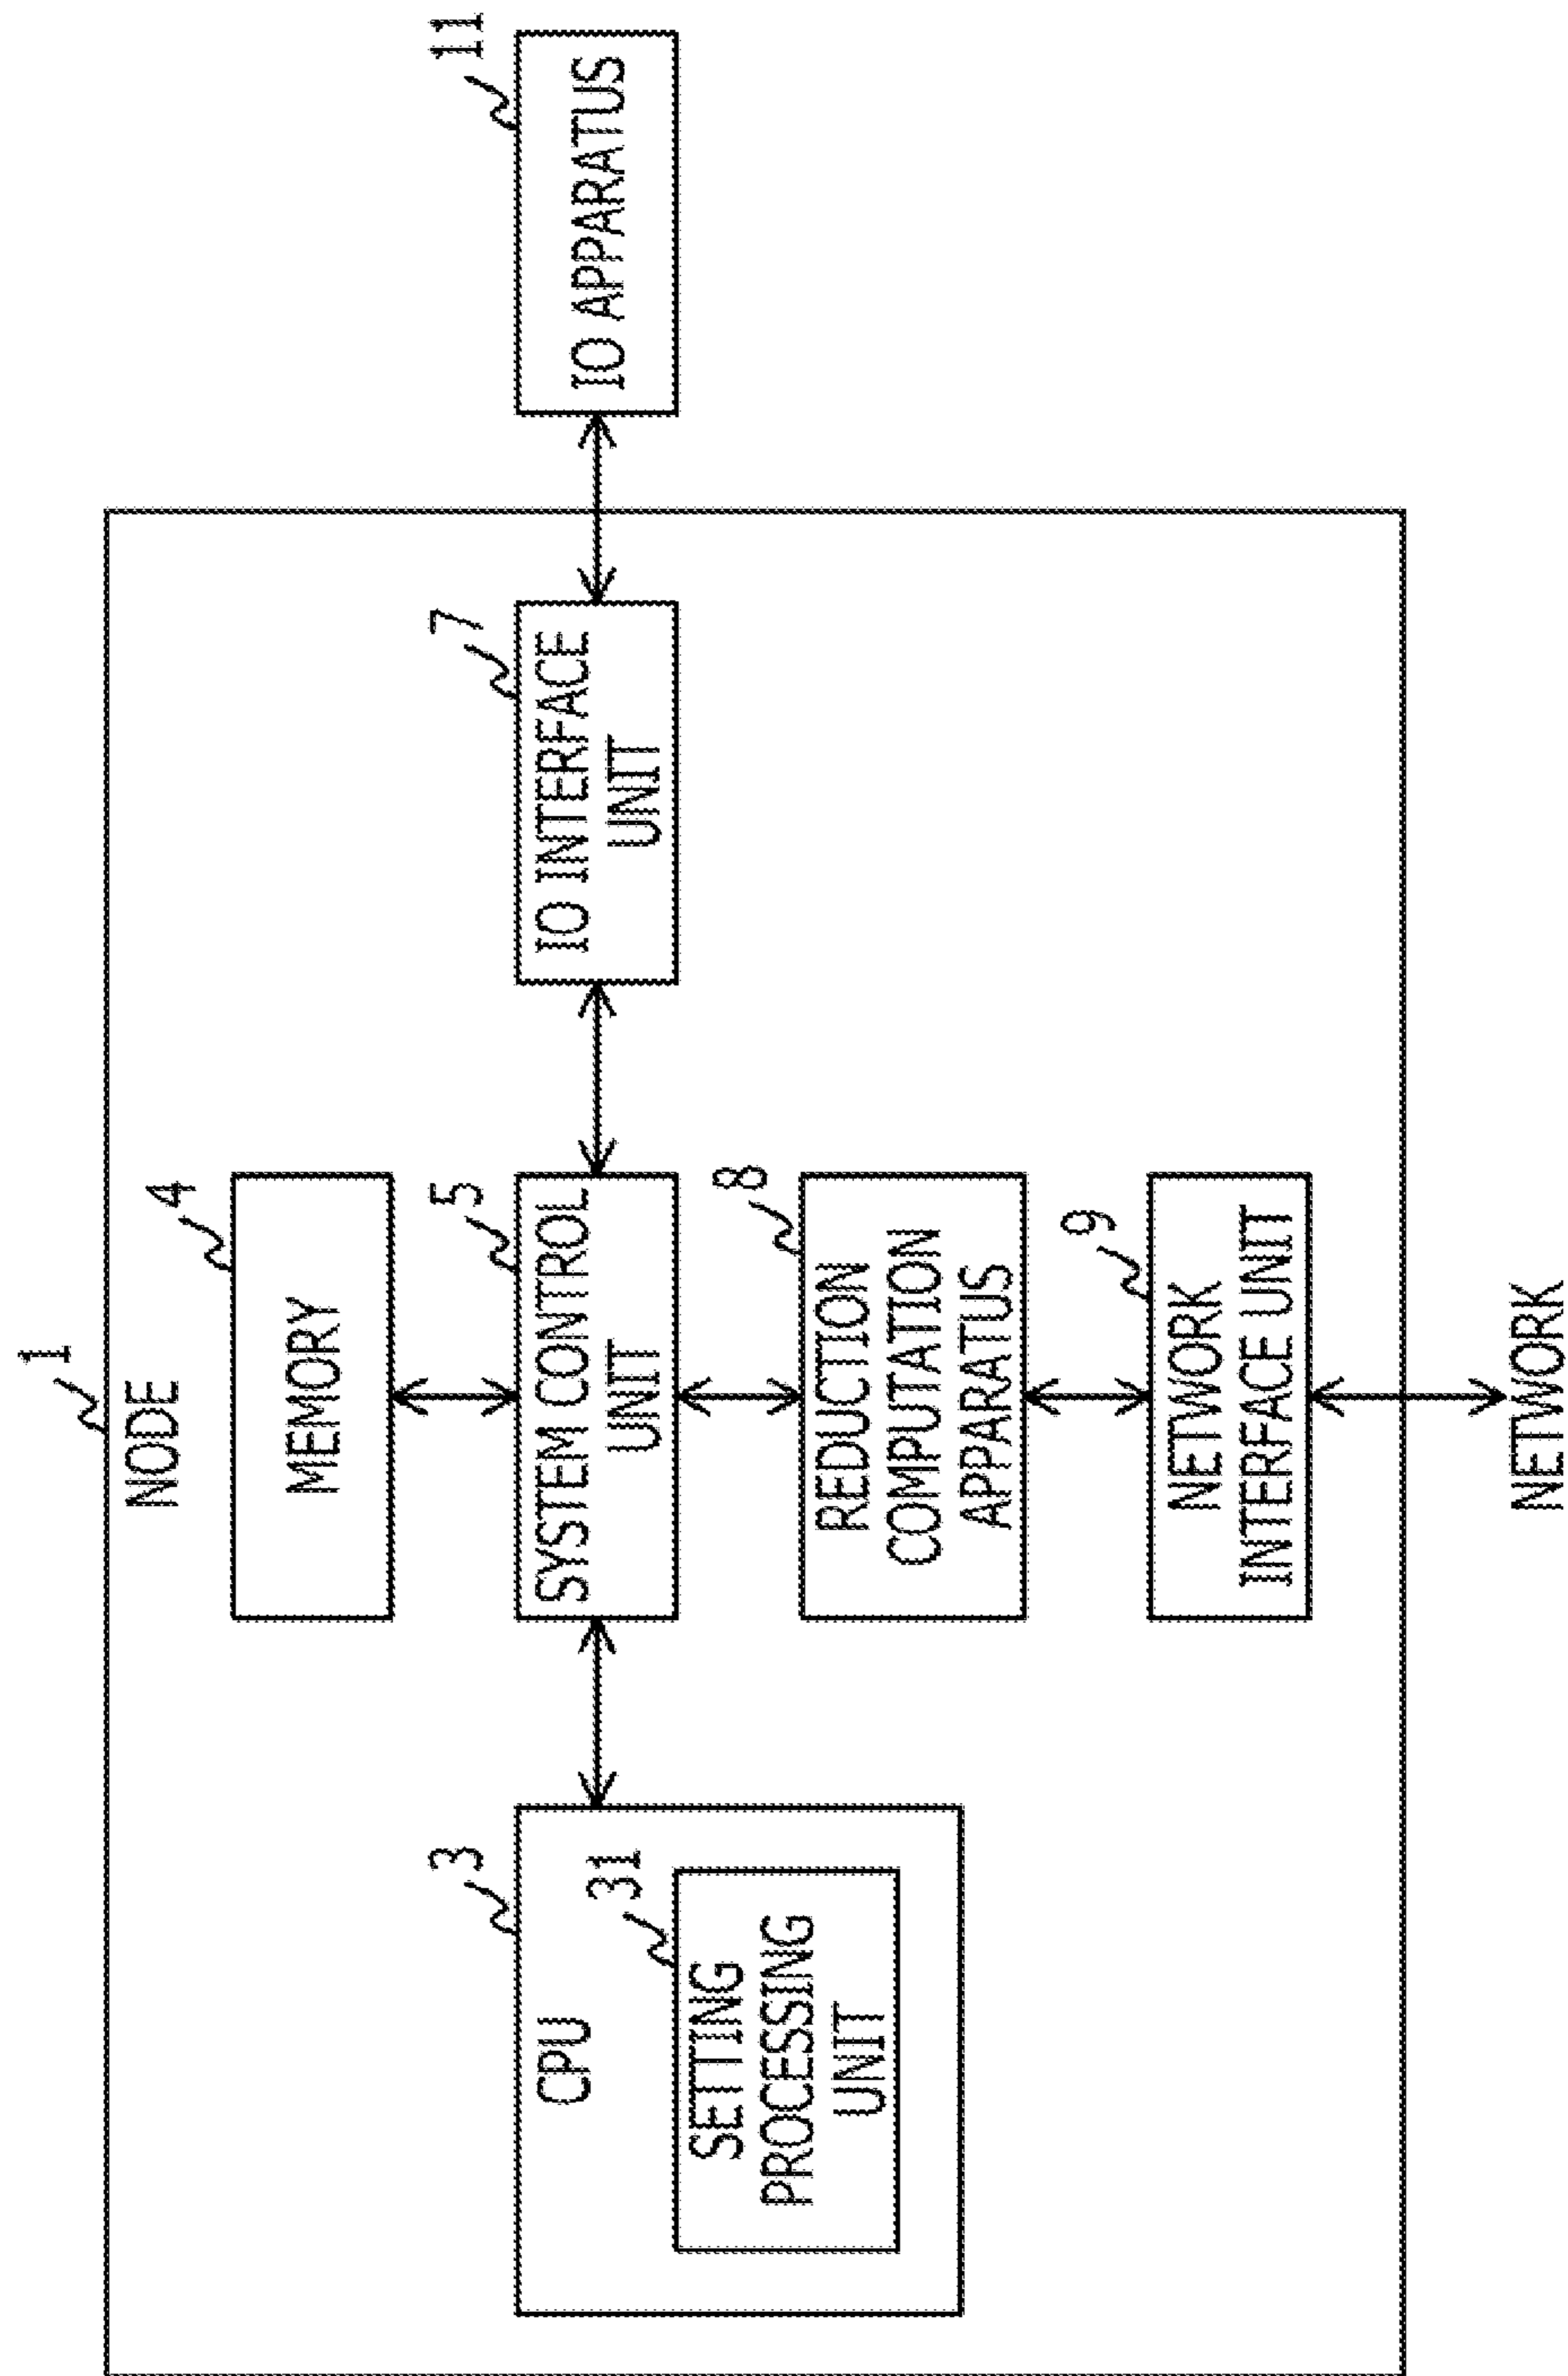 1
NODE
4
MEMORY
3
CPU
31
SETTING
PROCESSING
UNIT
5
SYSTEM CONTROL
UNIT
7
IO INTERFACE
UNIT
11
IO APPARATUS
8
REDUCTION
COMPUTATION
APPARATUS
9
NETWORK
INTERFACE UNIT
NETWORK